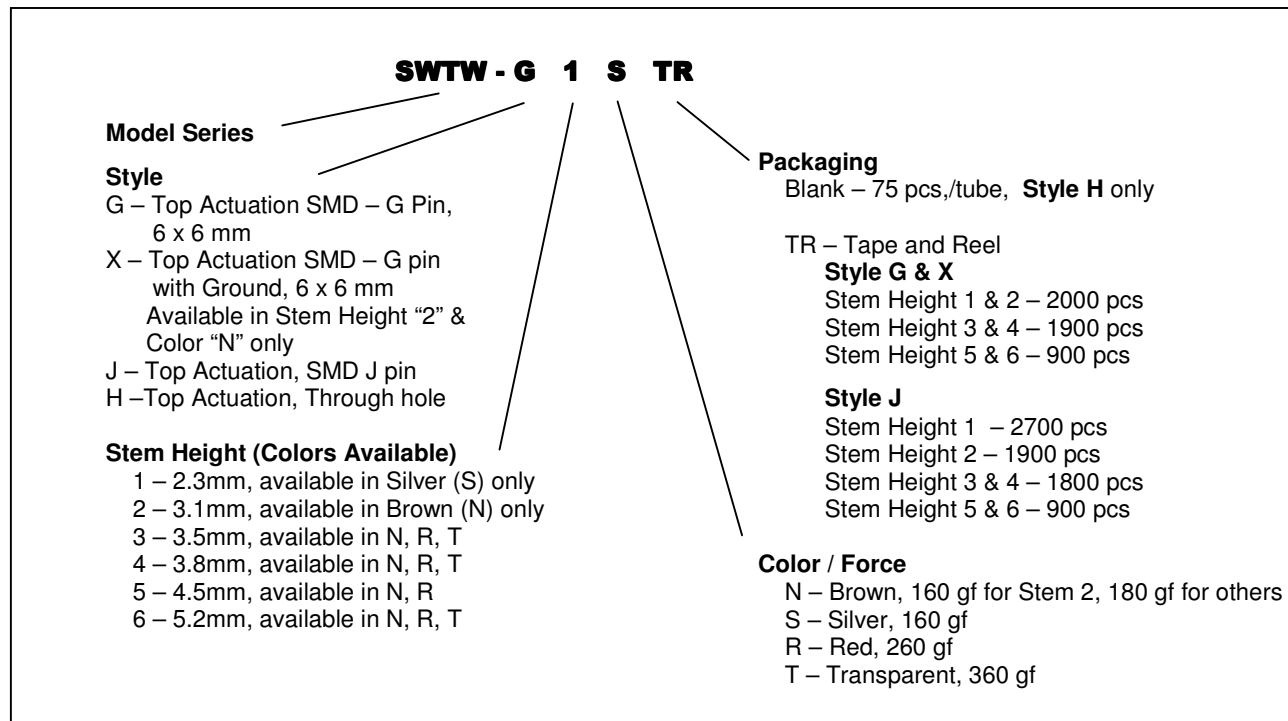 SWTW - G 1 S TR
Model Series
Style
G – Top Actuation SMD – G Pin,
6 x 6 mm
X – Top Actuation SMD – G pin
with Ground, 6 x 6 mm
Available in Stem Height “2” &
Color “N” only
J – Top Actuation, SMD J pin
H –Top Actuation, Through hole
Stem Height (Colors Available)
1 – 2.3mm, available in Silver (S) only
2 – 3.1mm, available in Brown (N) only
3 – 3.5mm, available in N, R, T
4 – 3.8mm, available in N, R, T
5 – 4.5mm, available in N, R
6 – 5.2mm, available in N, R, T
Packaging
Blank – 75 pcs,/tube, Style H only
TR – Tape and Reel
Style G & X
Stem Height 1 & 2 – 2000 pcs
Stem Height 3 & 4 – 1900 pcs
Stem Height 5 & 6 – 900 pcs
Style J
Stem Height 1 – 2700 pcs
Stem Height 2 – 1900 pcs
Stem Height 3 & 4 – 1800 pcs
Stem Height 5 & 6 – 900 pcs
Color / Force
N – Brown, 160 gf for Stem 2, 180 gf for others
S – Silver, 160 gf
R – Red, 260 gf
T – Transparent, 360 gf